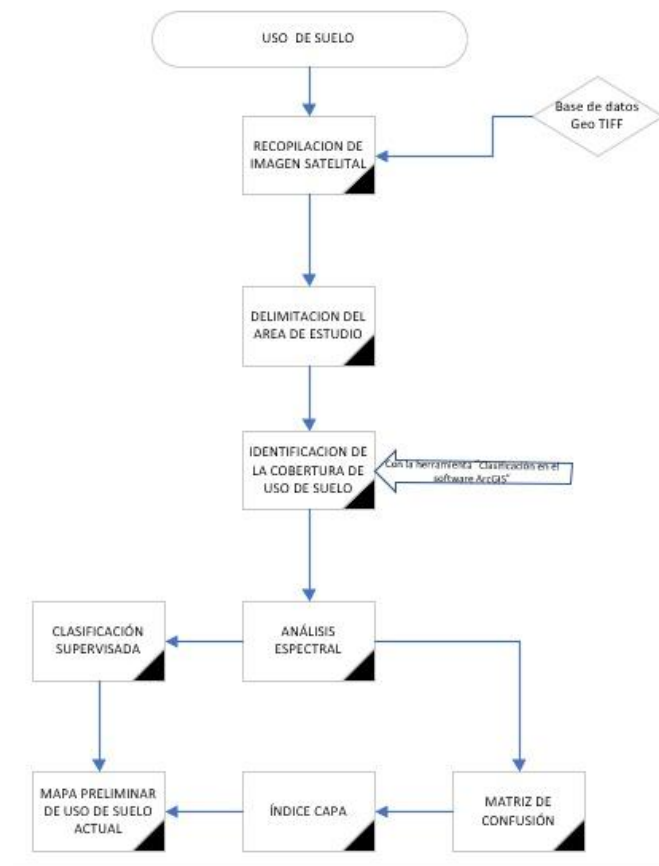 USO DE SUELO
Base de datos
Geo TIFF
RECOPILACION DE
IMAGEN SATELITAL
DELIMITACION DEL
AREA DE ESTUDIO
IDENTIFICACION DE
LA COBERTURA DE
USO DE SUELO
Con la herramienta "Clasificación en el
software ArcGIS"
CLASIFICACIÓN
SUPERVISADA
ANÁLISIS
ESPECTRAL
MAPA PRELIMINAR
DE USO DE SUELO
ACTUAL
ÍNDICE CAPA
MATRIZ DE
CONFUSIÓN